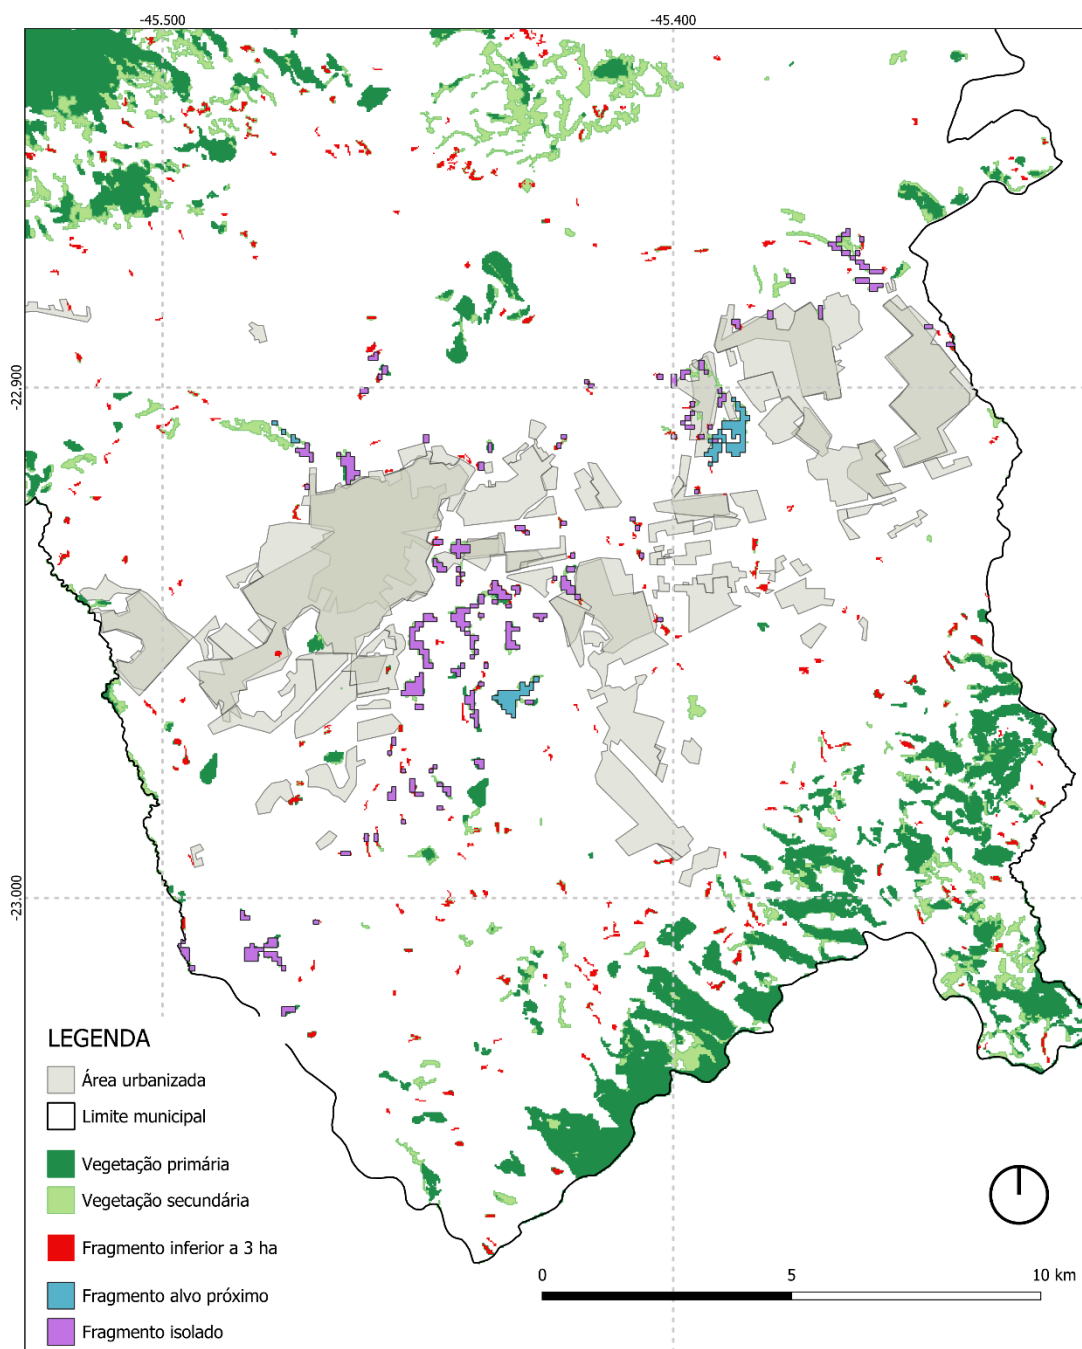 -45.500
-45.400
-22.900
-23.000
LEGENDA
Área urbanizada
Limite municipal
Vegetação primária
Vegetação secundária
Fragmento inferior a 3 ha
Fragmento alvo próximo
Fragmento isolado
0
5
10 km